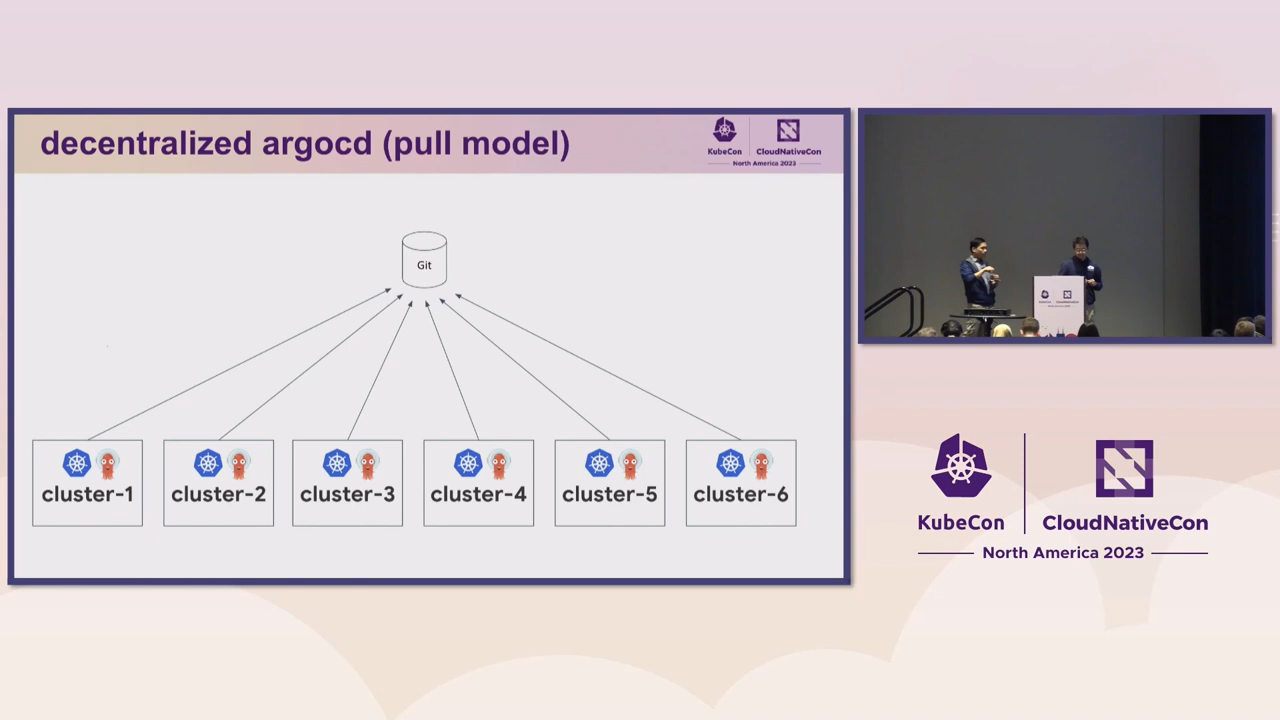 decentralized argocd (pull model)
KubeCon
CloudNativeCon
North America 2023
Git
cluster-1
cluster-2
cluster-3
cluster-4
cluster-5
cluster-6
KubeCon
CloudNativeCon
North America 2023